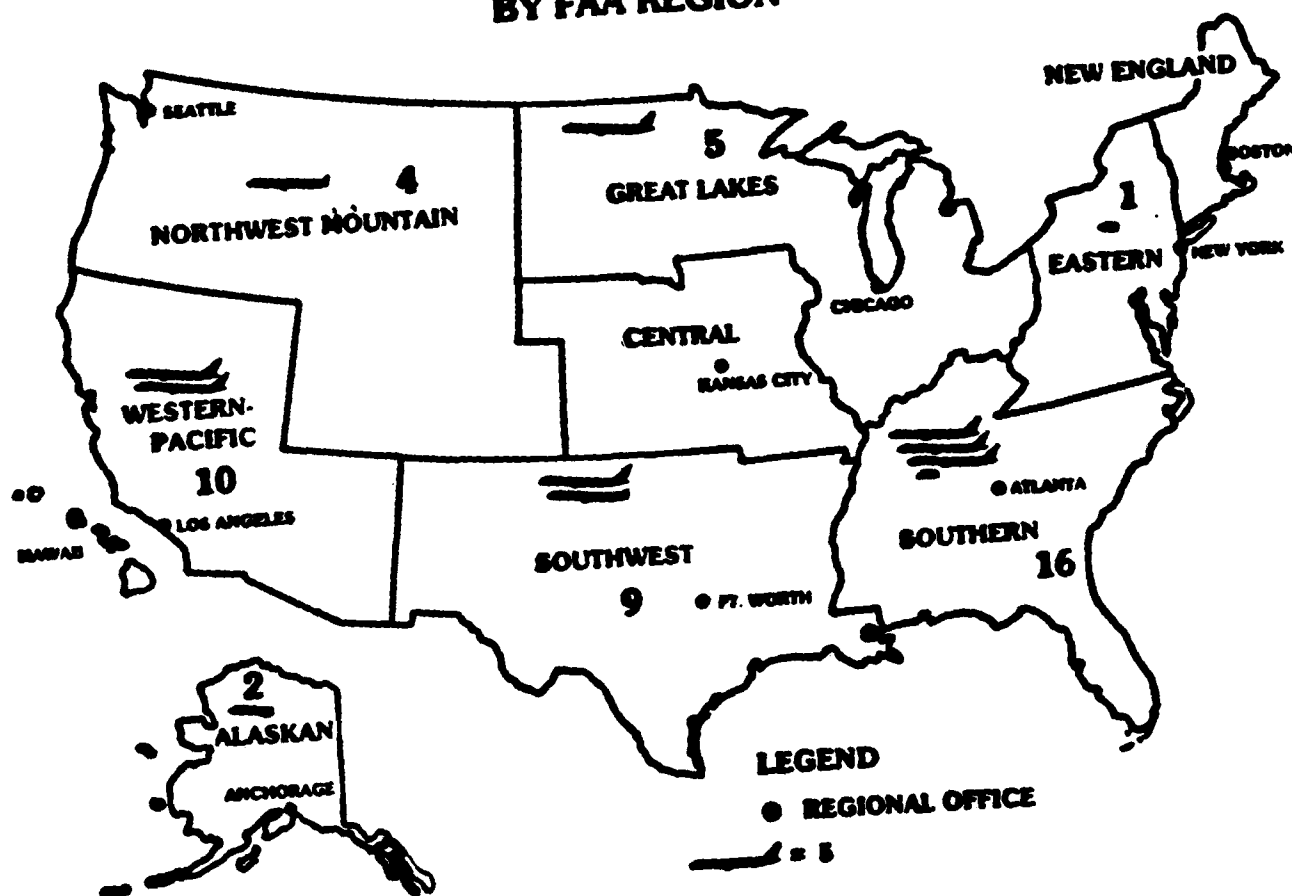 BY FAA REGION
NEW ENGLAND
SEATTLE
BOSTON
5
4
GREAT LAKES
1
NORTHWEST MOUNTAIN
EASTERN
NEW YORK
CHICAGO
CENTRAL
KANSAS CITY
WESTERN-
PACIFIC
10
LOS ANGELES
ATLANTA
HAWAII
SOUTHERN
SOUTHWEST
16
9
FT. WORTH
2
ALASKAN
ANCHORAGE
LEGEND
REGIONAL OFFICE
= 5